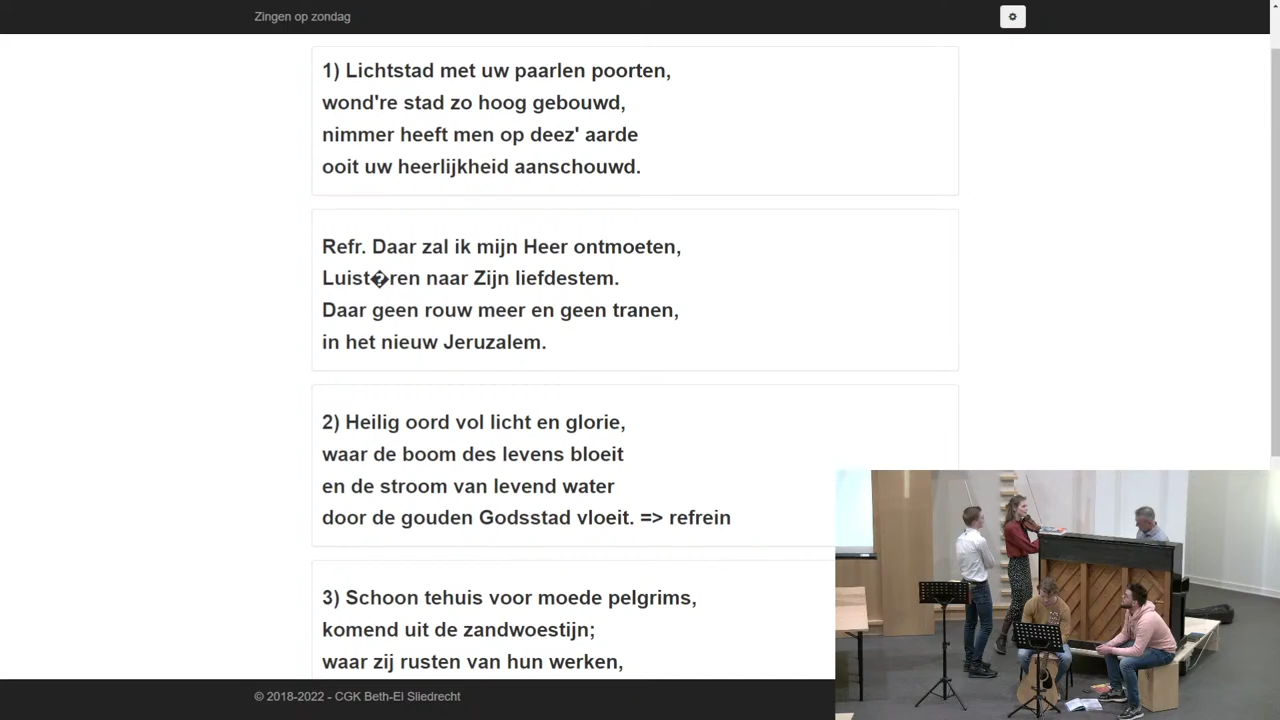 Zingen op zondag
1) Lichtstad met uw paarlen poorten,
wond're stad zo hoog gebouwd,
nimmer heeft men op deez' aarde
ooit uw heerlijkheid aanschouwd.
Refr. Daar zal ik mijn Heer ontmoeten,
Luist�ren naar Zijn liefdestem.
Daar geen rouw meer en geen tranen,
in het nieuw Jeruzalem.
2) Heilig oord vol licht en glorie,
waar de boom des levens bloeit
en de stroom van levend water
door de gouden Godsstad vloeit. => refrein
3) Schoon tehuis voor moede pelgrims,
komend uit de zandwoestijn;
waar zij rusten van hun werken,
© 2018-2022 - CGK Beth-El Sliedrecht